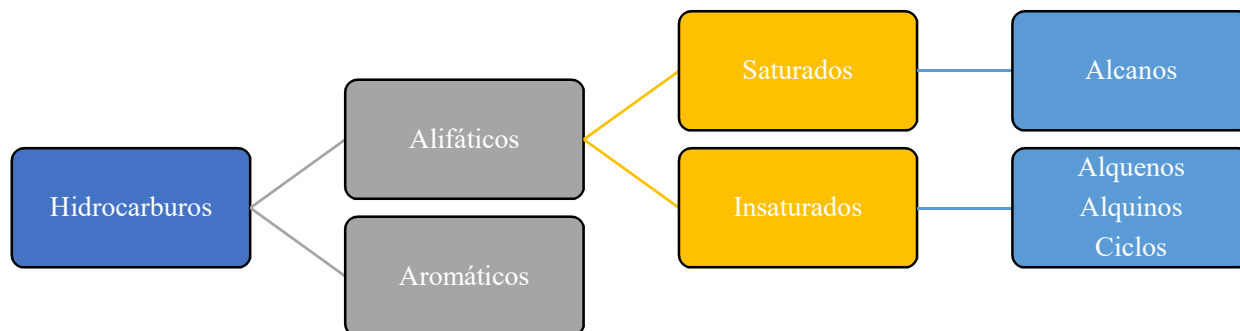 Hidrocarburos
Alifáticos
Aromáticos
Saturados
Insaturados
Alcanos
Alquenos
Alquinos
Ciclos